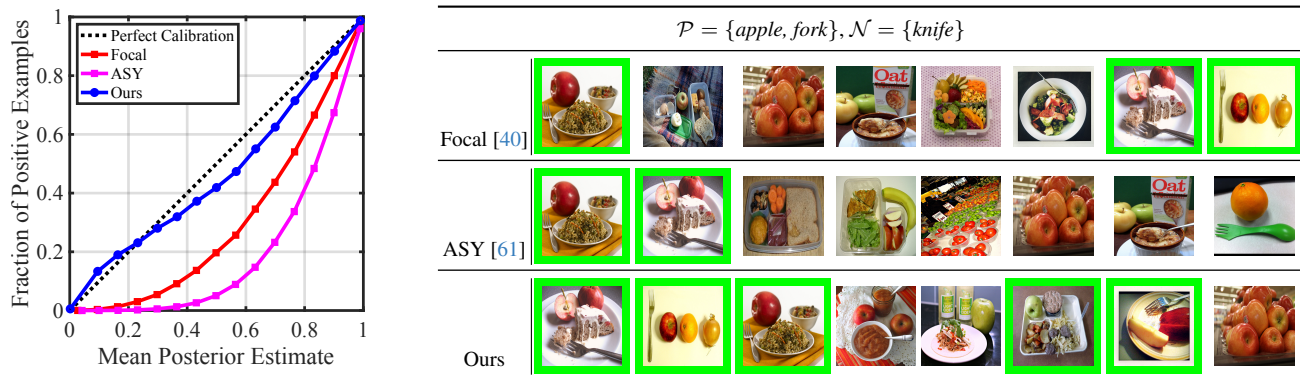 Fraction of Positive Examples
1
0.8
0.6
0.4
0.2
0
Perfect Calibration
Focal
ASY
Ours
0 0.2 0.4 0.6 0.8 1
Mean Posterior Estimate
𝒫 = {apple, fork}, 𝒩 = {knife}
Focal [40]
Oat
ASY [61]
Oat
Ours